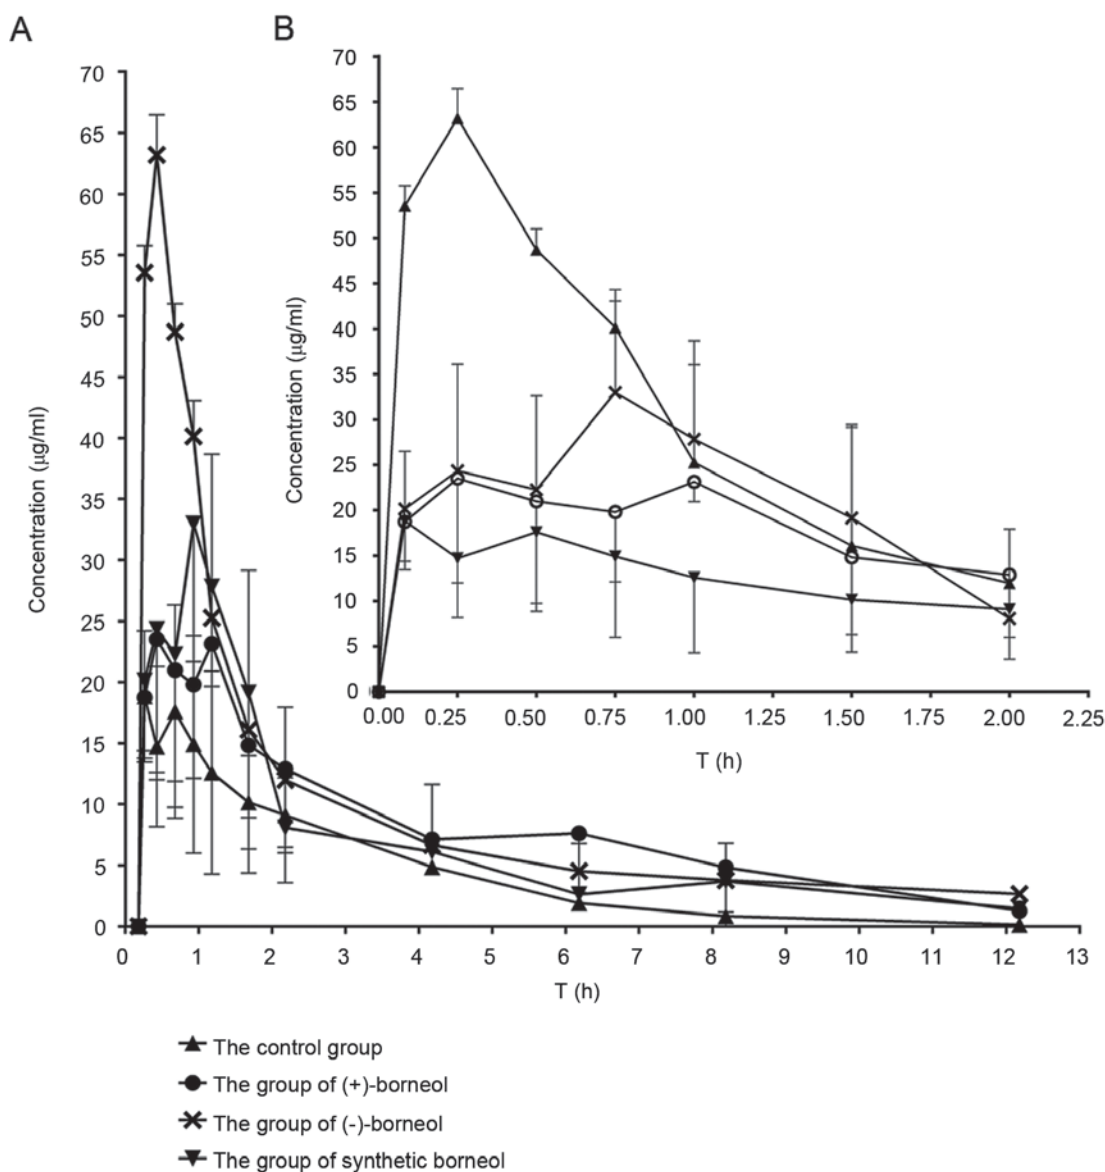 A
B
70
65
60
55
50
45
40
35
30
25
20
15
10
5
0
Concentration (μg/ml)
0 1 2 3 4 5 6 7 8 9 10 11 12 13
T (h)
70
65
60
55
50
45
40
35
30
25
20
15
10
5
0
Concentration (μg/ml)
0.00 0.25 0.50 0.75 1.00 1.25 1.50 1.75 2.00 2.25
T (h)
The control group
The group of (+)-borneol
The group of (-)-borneol
The group of synthetic borneol